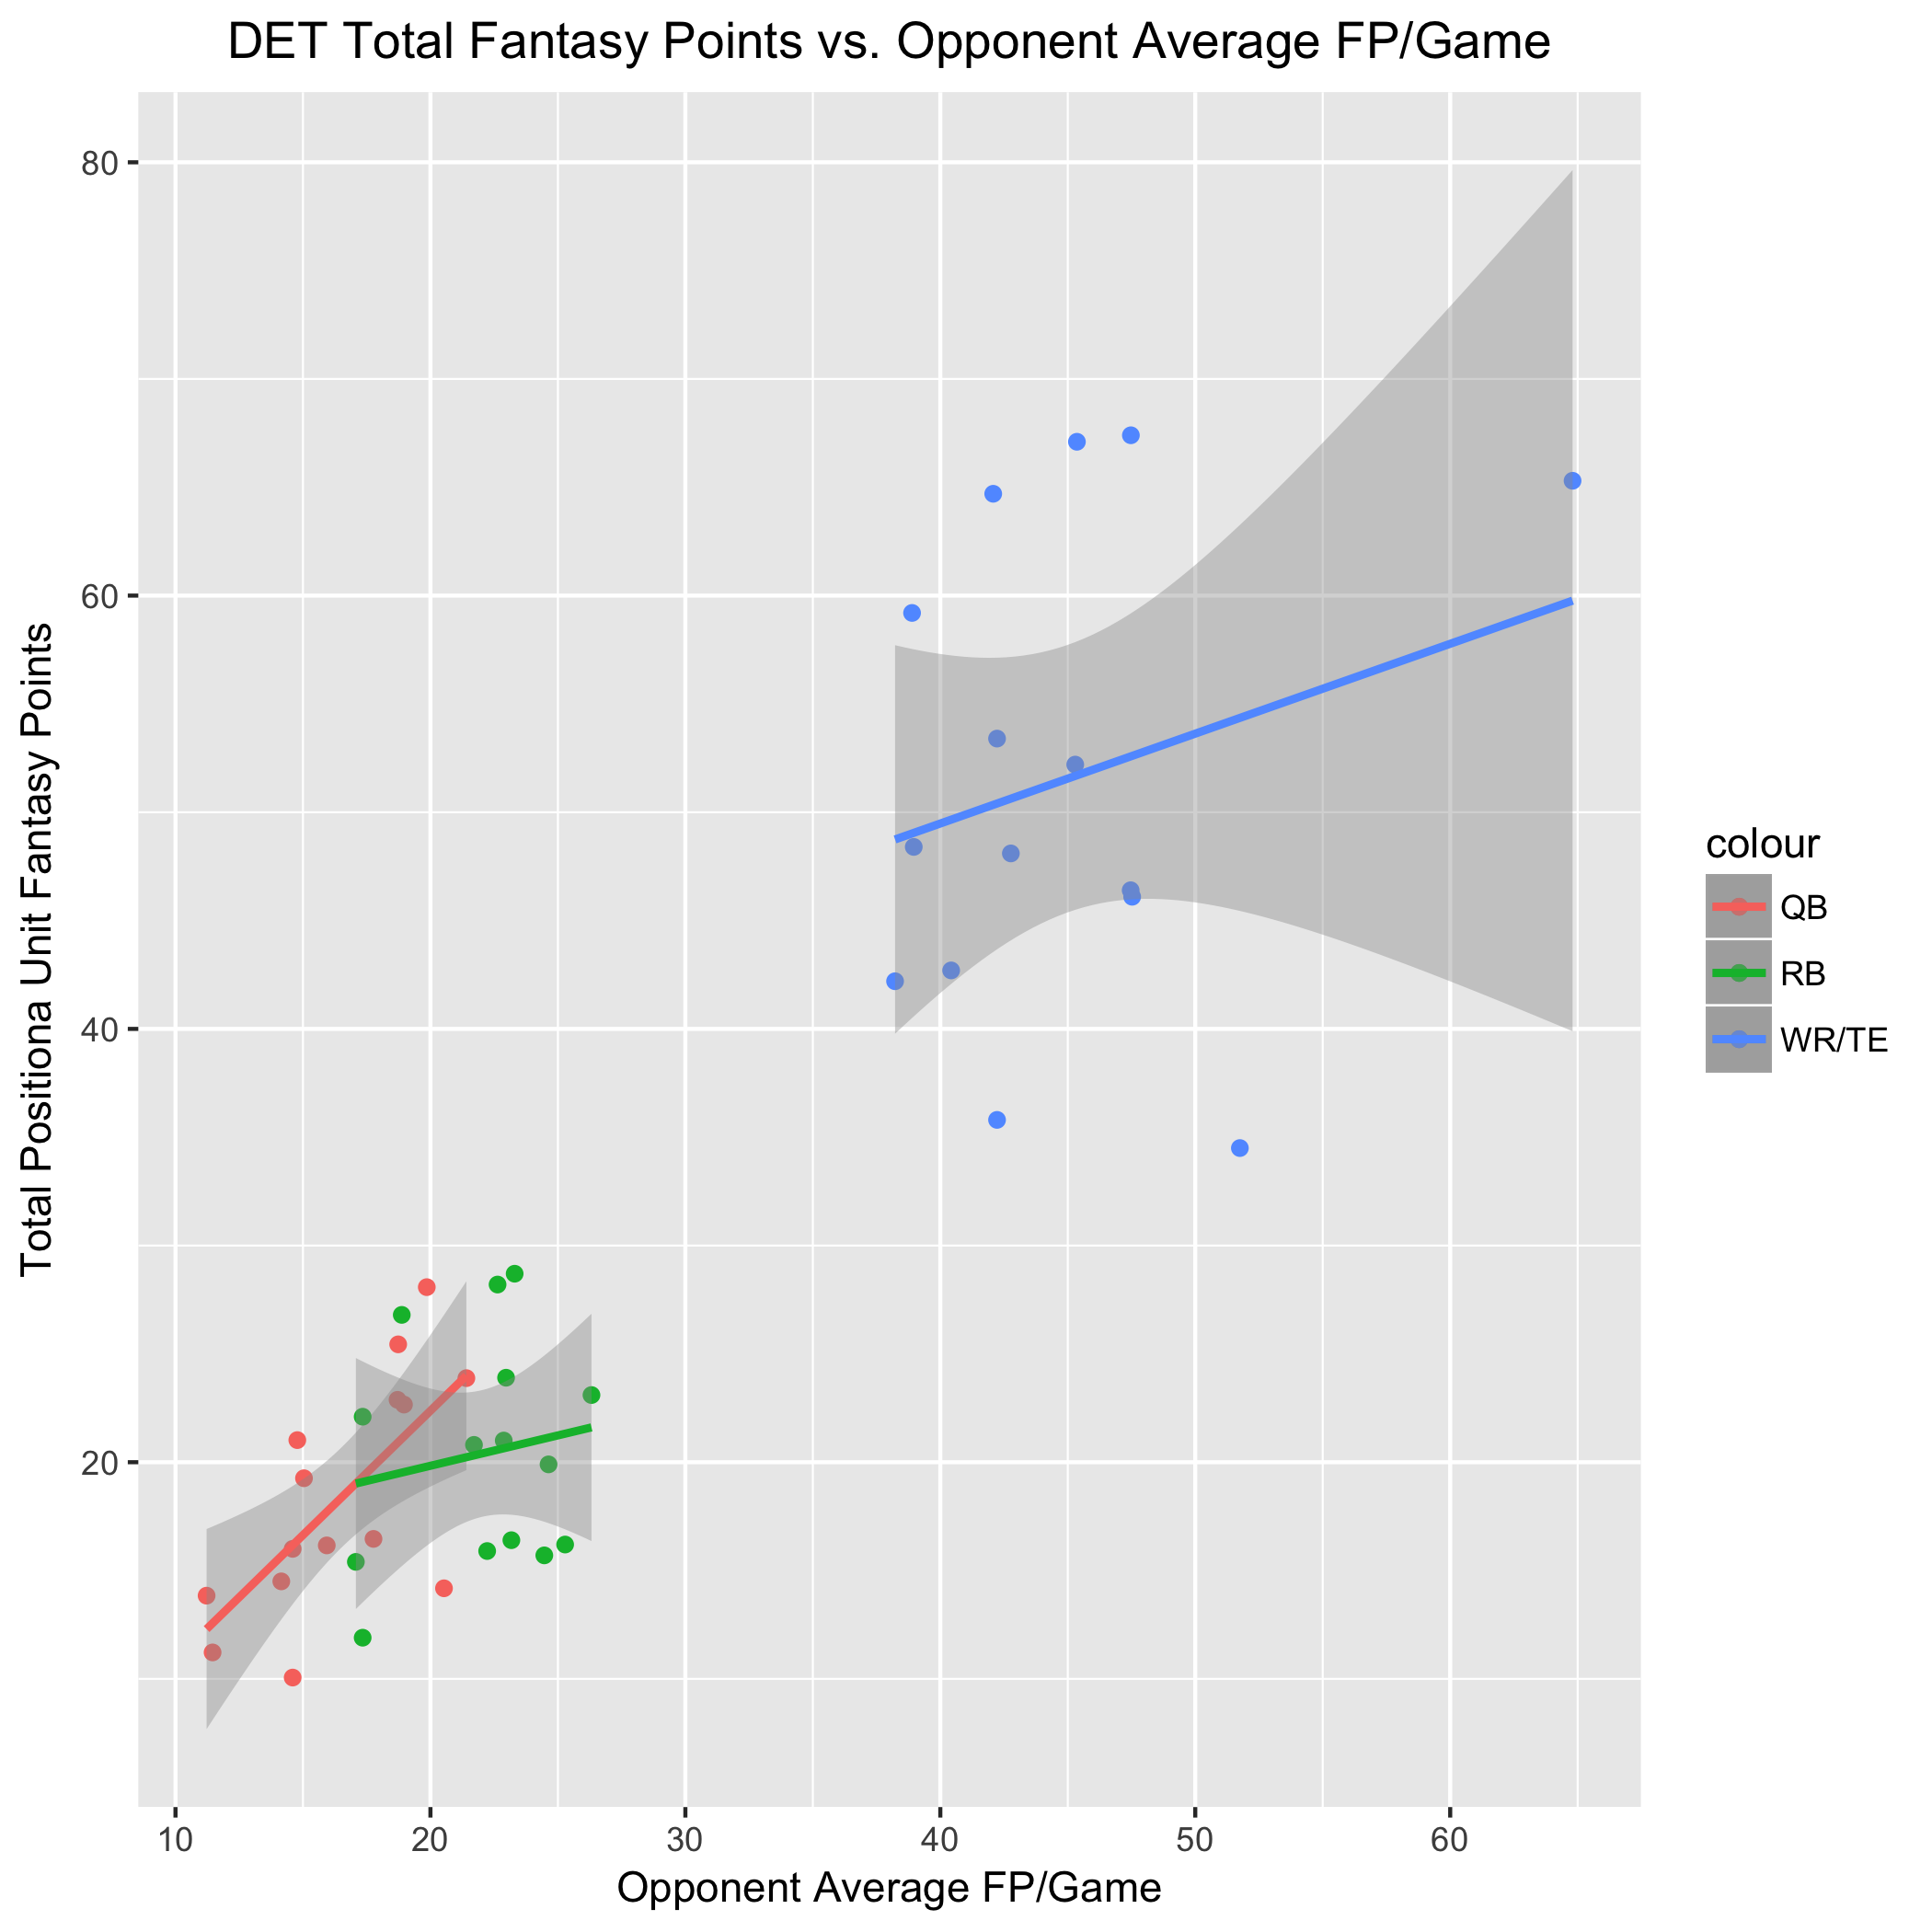 DET Total Fantasy Points vs. Opponent Average FP/Game
80
60
40
20
Total Positiona Unit Fantasy Points
10 20 30 40 50 60
Opponent Average FP/Game
colour
QB
RB
WR/TE